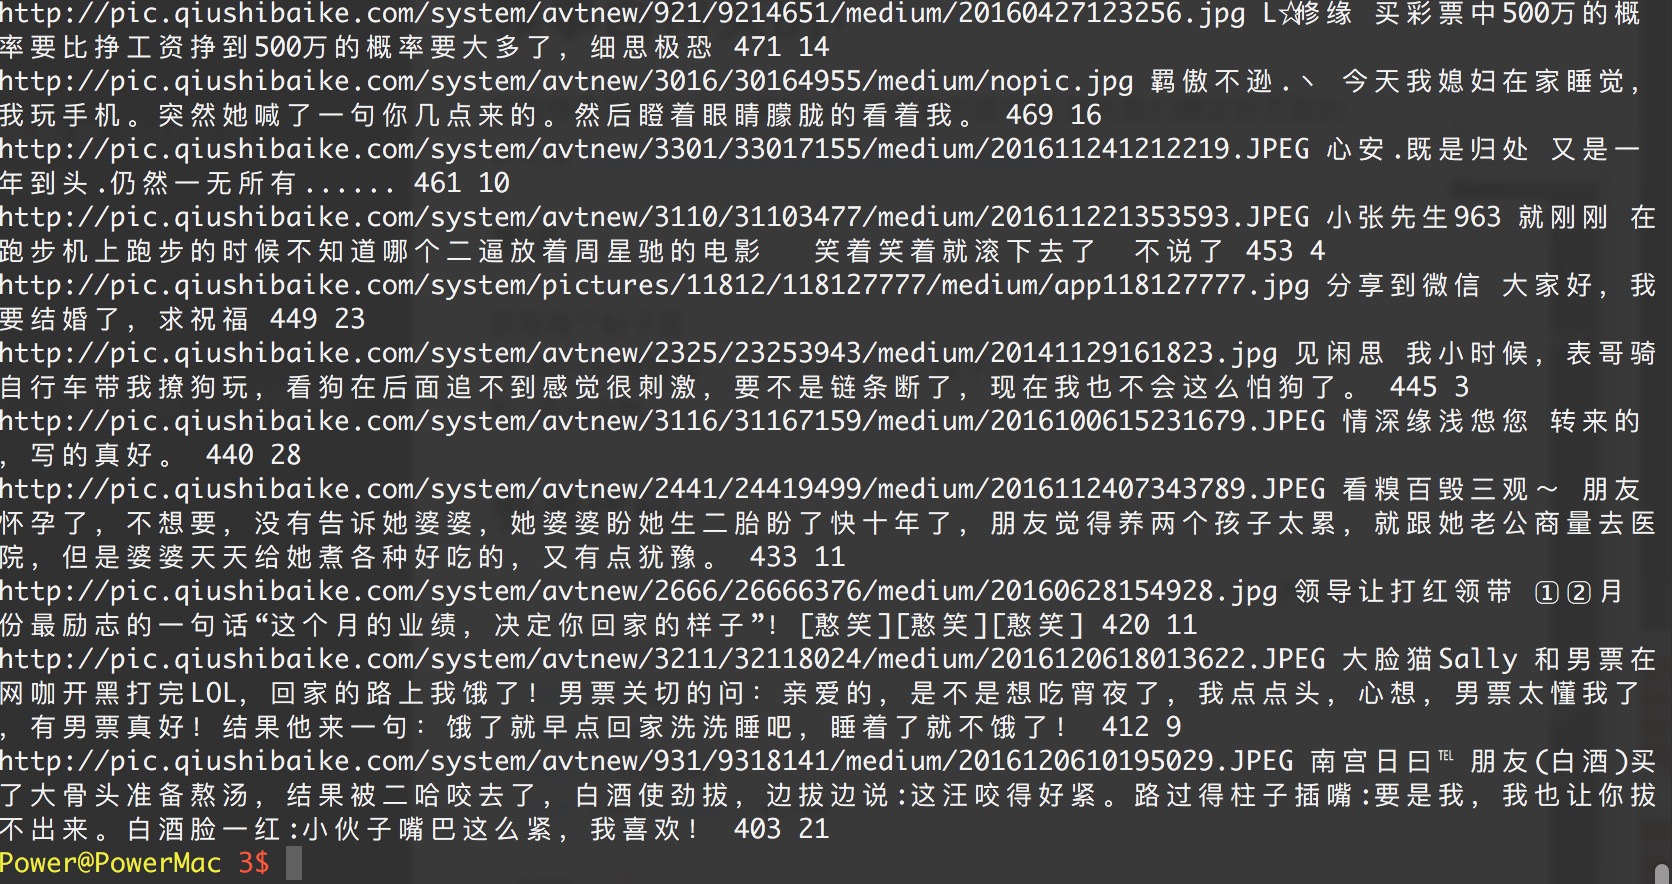 http://pic.qiushibaike.com/system/avtnew/921/9214651/medium/20160427123256.jpg L☆修缘 买彩票中500万的概
率要比挣工资挣到500万的概率要大多了，细思极恐 471 14
http://pic.qiushibaike.com/system/avtnew/3016/30164955/medium/nopic.jpg 羁傲不逊.丶 今天我媳妇在家睡觉，
我玩手机。突然她喊了一句你几点来的。然后瞪着眼睛朦胧的看着我。 469 16
http://pic.qiushibaike.com/system/avtnew/3301/33017155/medium/201611241212219.JPEG 心安.既是归处 又是一
年到头.仍然一无所有...... 461 10
http://pic.qiushibaike.com/system/avtnew/3110/31103477/medium/201611221353593.JPEG 小张先生963 就刚刚 在
跑步机上跑步的时候不知道哪个二逼放着周星驰的电影 笑着笑着就滚下去了 不说了 453 4
http://pic.qiushibaike.com/system/pictures/11812/118127777/medium/app118127777.jpg 分享到微信 大家好，我
要结婚了，求祝福 449 23
http://pic.qiushibaike.com/system/avtnew/2325/23253943/medium/20141129161823.jpg 见闲思 我小时候，表哥骑
自行车带我撩狗玩，看狗在后面追不到感觉很刺激，要不是链条断了，现在我也不会这么怕狗了。 445 3
http://pic.qiushibaike.com/system/avtnew/3116/31167159/medium/2016100615231679.JPEG 情深缘浅怹您 转来的
，写的真好。 440 28
http://pic.qiushibaike.com/system/avtnew/2441/24419499/medium/2016112407343789.JPEG 看糗百毁三观～ 朋友
怀孕了，不想要，没有告诉她婆婆，她婆婆盼她生二胎盼了快十年了，朋友觉得养两个孩子太累，就跟她老公商量去医
院，但是婆婆天天给她煮各种好吃的，又有点犹豫。 433 11
http://pic.qiushibaike.com/system/avtnew/2666/26666376/medium/20160628154928.jpg 领导让打红领带 ①②月
份最励志的一句话“这个月的业绩，决定你回家的样子”！[憨笑][憨笑][憨笑] 420 11
http://pic.qiushibaike.com/system/avtnew/3211/32118024/medium/2016120618013622.JPEG 大脸猫Sally 和男票在
网咖开黑打完LOL，回家的路上我饿了！男票关切的问：亲爱的，是不是想吃宵夜了，我点点头，心想，男票太懂我了
，有男票真好！结果他来一句：饿了就早点回家洗洗睡吧，睡着了就不饿了！ 412 9
http://pic.qiushibaike.com/system/avtnew/931/9318141/medium/2016120610195029.JPEG 南宫日曰℡ 朋友(白酒)买
了大骨头准备熬汤，结果被二哈咬去了，白酒使劲拔，边拔边说:这汪咬得好紧。路过得柱子插嘴:要是我，我也让你拔
不出来。白酒脸一红:小伙子嘴巴这么紧，我喜欢！ 403 21
Power@PowerMac 3$